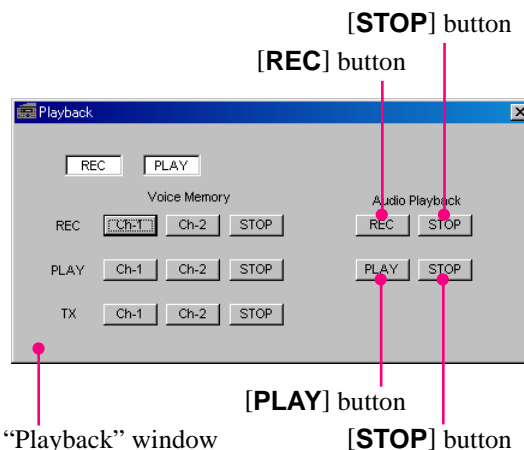 [STOP] button
[REC] button
Playback
REC PLAY
Voice Memory Audio Playback
REC Ch-1 Ch-2 STOP REC STOP
PLAY Ch-1 Ch-2 STOP PLAY STOP
TX Ch-1 Ch-2 STOP
[PLAY] button
“Playback” window [STOP] button